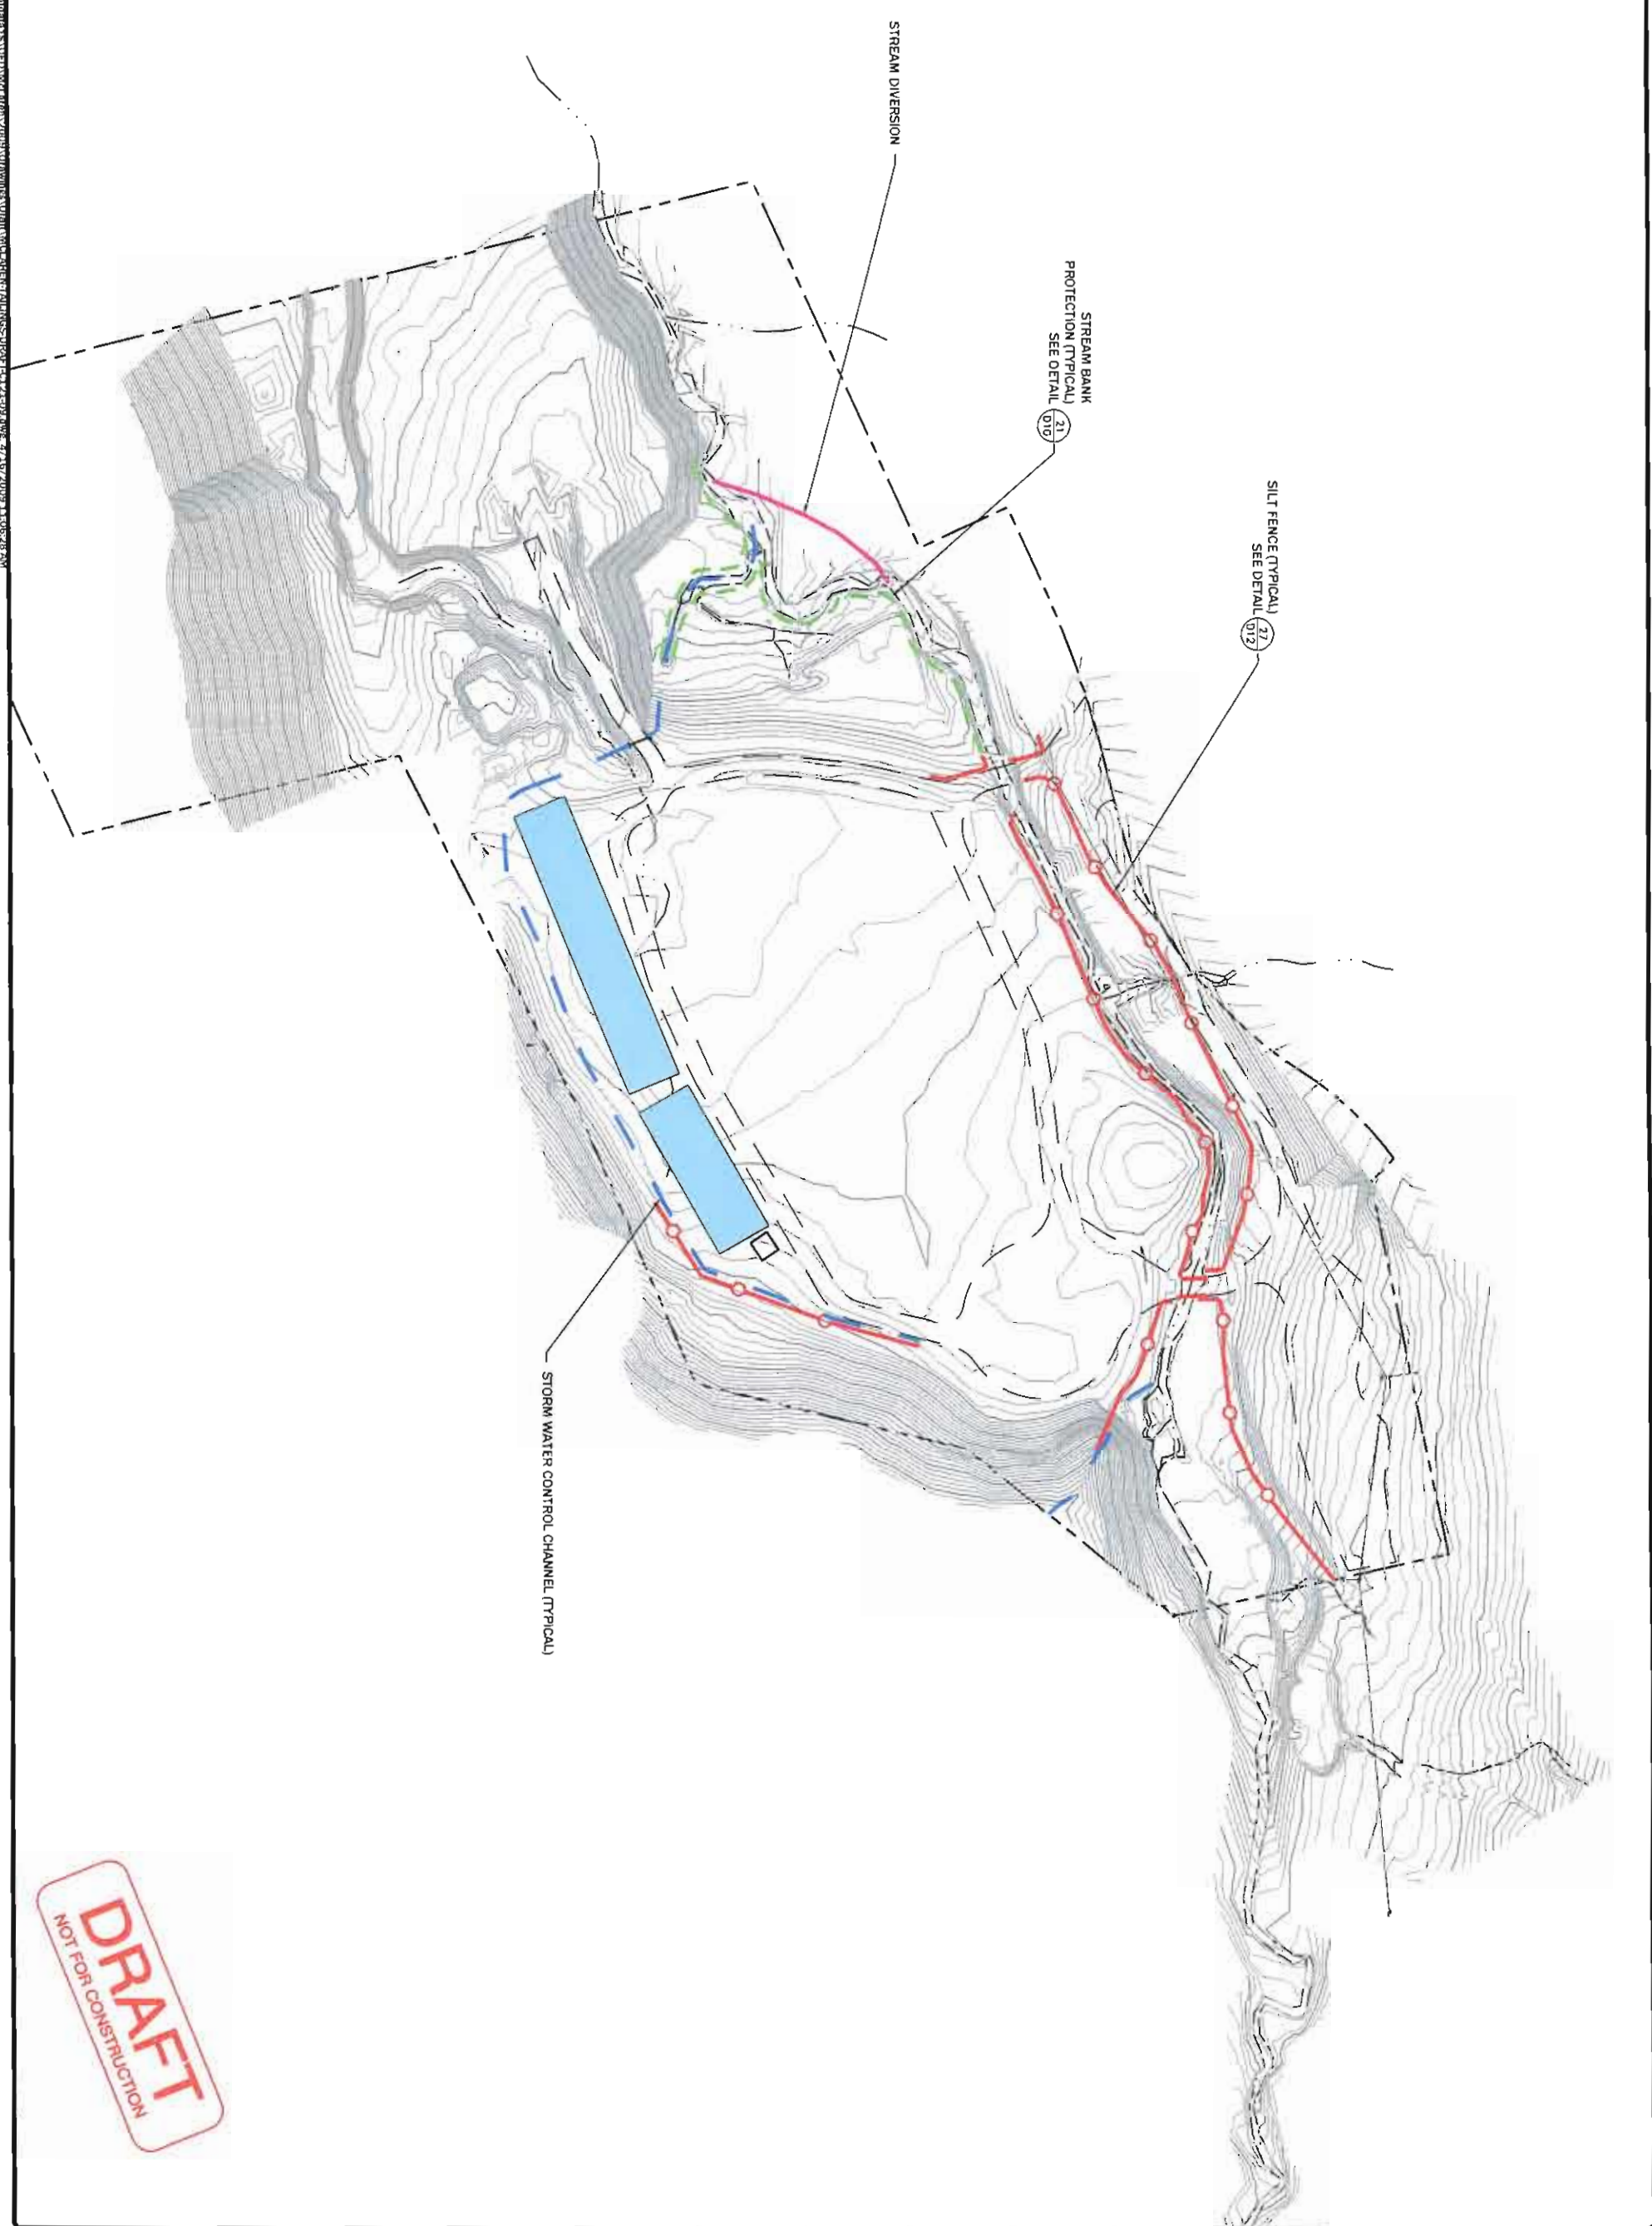 STREAM DIVERSION
STREAM BANK
PROTECTION (TYPICAL)
SEE DETAIL
21
D16
SILT FENCE (TYPICAL)
SEE DETAIL
27
D12
STORM WATER CONTROL CHANNEL (TYPICAL)
DRAFT
NOT FOR CONSTRUCTION